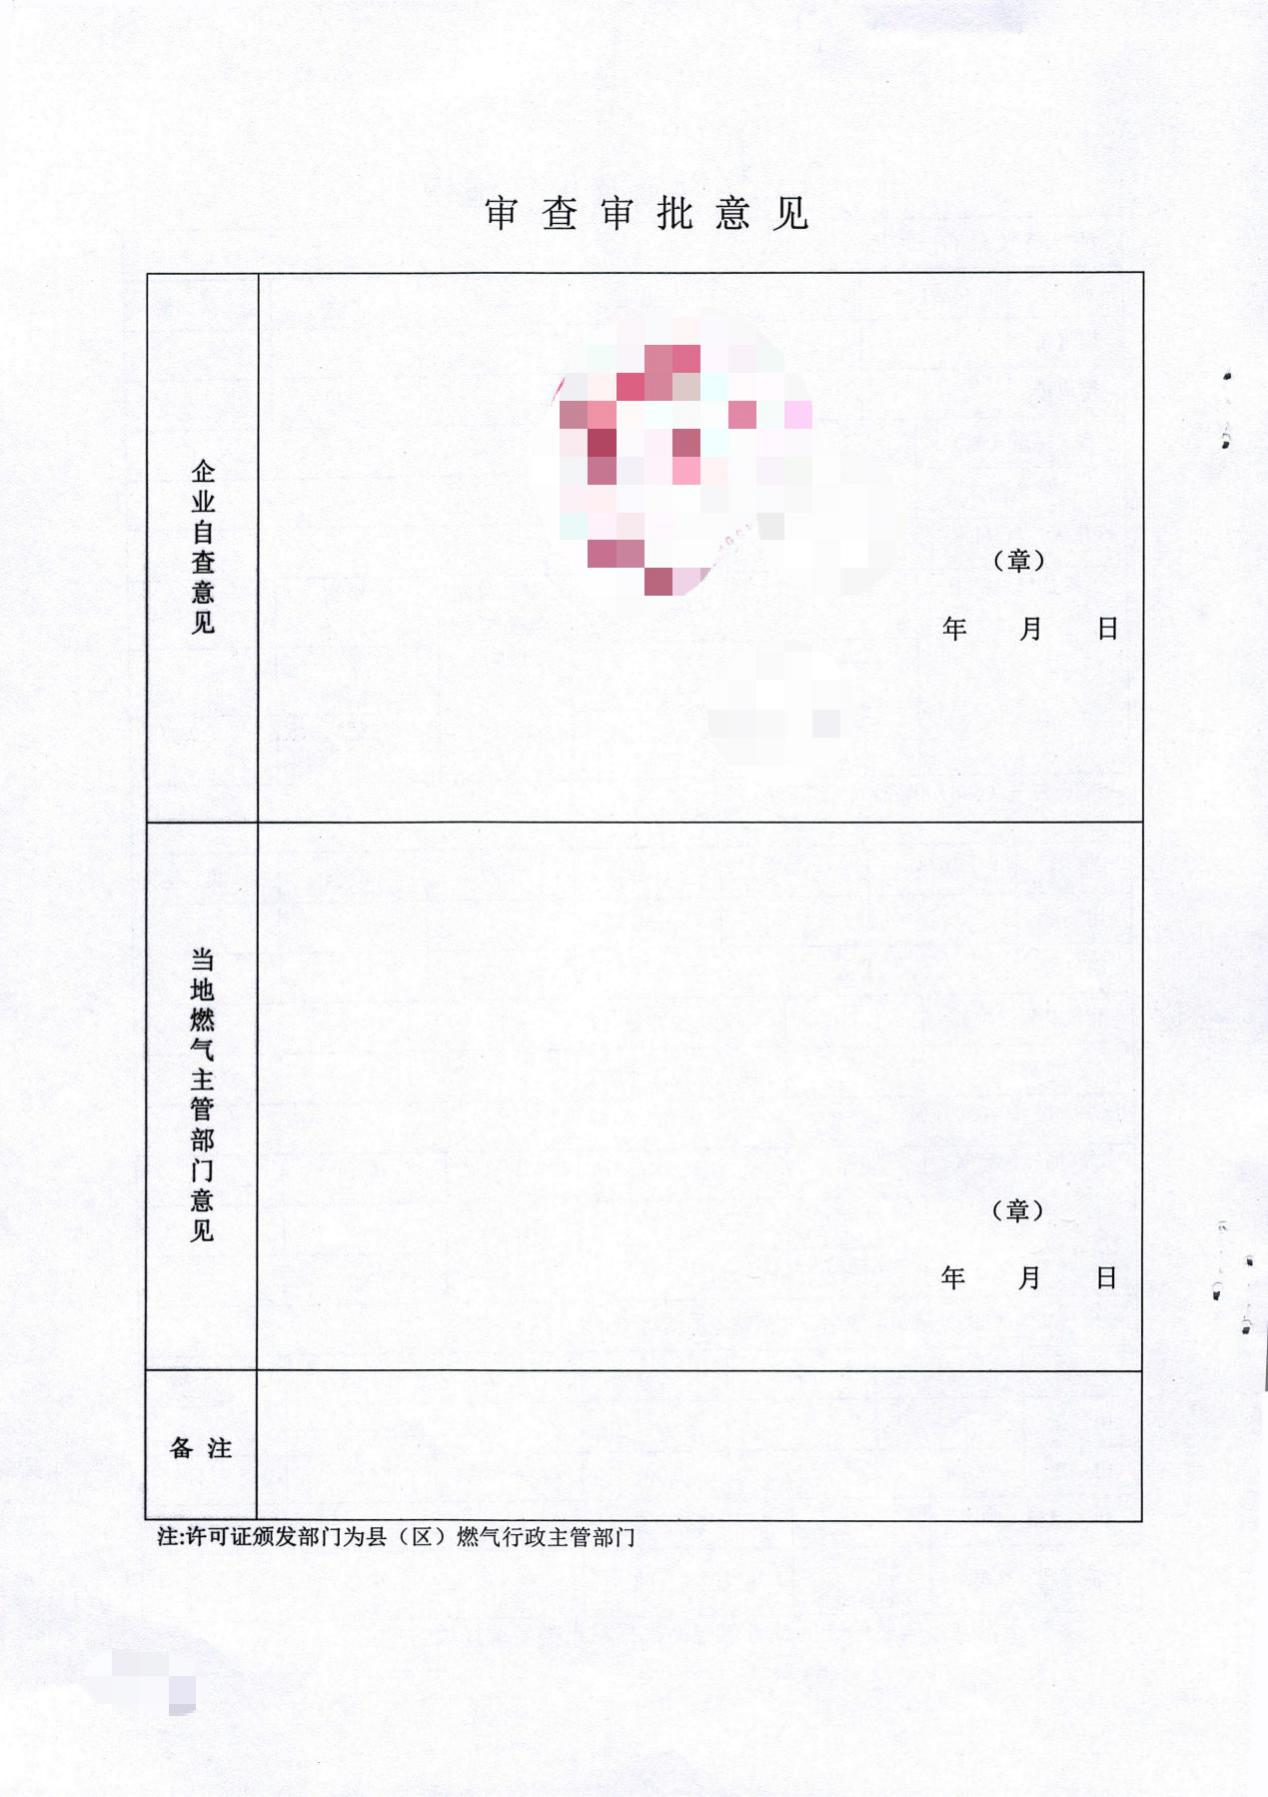 审查审批意见
企业自查意见
（章）
年 月 日
当地燃气主管部门意见
（章）
年 月 日
备注
注:许可证颁发部门为县（区）燃气行政主管部门